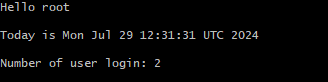 Hello root
Today is Mon Jul 29 12:31:31 UTC 2024
Number of user login: 2